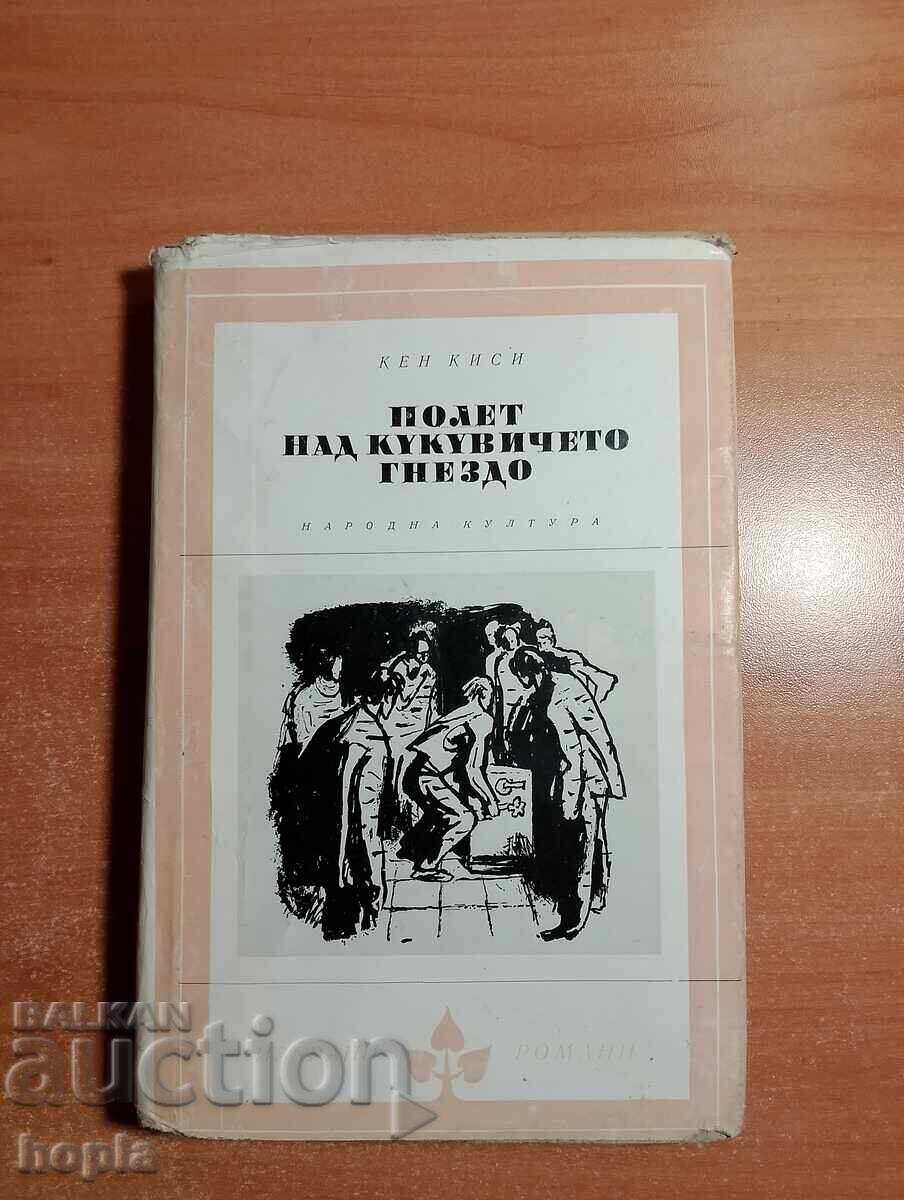 КЕН КИСИ
ПОЛЕТ
НАД КУКУВИЧЕТО
ГНЕЗДО
НАРОДНА КУЛТУРА
РОМАНИ
BALKAN
auction
hopla